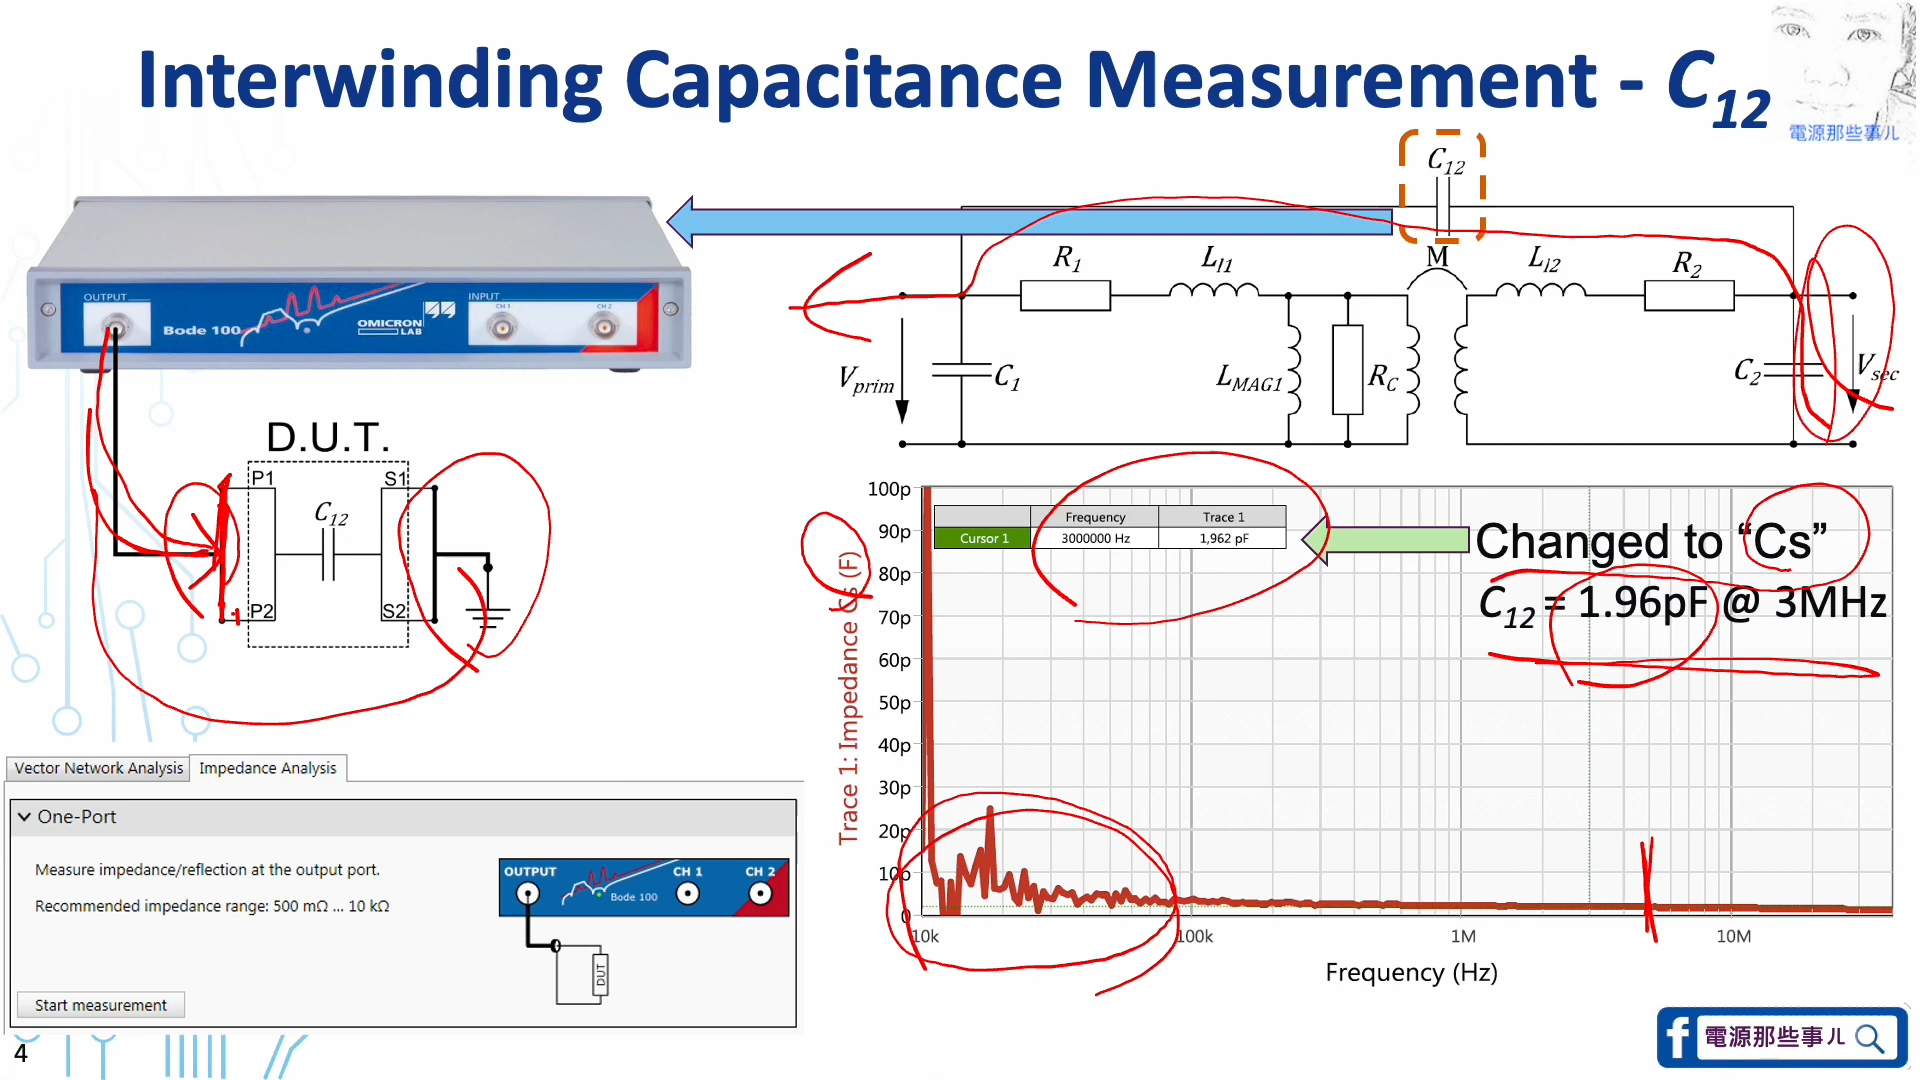 Interwinding Capacitance Measurement - C12
電源那些事儿
C12
OUTPUT
INPUT
CH 1
CH 2
Bode 100
OMICRON
LAB
R1
Ll1
M
Ll2
R2
Vprim
C1
LMAG1
RC
C2
Vsec
D.U.T.
P1
S1
C12
P2
S2
100p
90p
80p
70p
60p
50p
40p
30p
20p
10p
0
Trace 1: Impedance Cs (F)
Frequency
Trace 1
Cursor 1
3000000 Hz
1,962 pF
Changed to “Cs”
C12 = 1.96pF @ 3MHz
10k
100k
1M
10M
Frequency (Hz)
Vector Network Analysis
Impedance Analysis
One-Port
Measure impedance/reflection at the output port.
Recommended impedance range: 500 mΩ ... 10 kΩ
OUTPUT
CH 1
CH 2
Bode 100
DUT
Start measurement
4
f 電源那些事儿